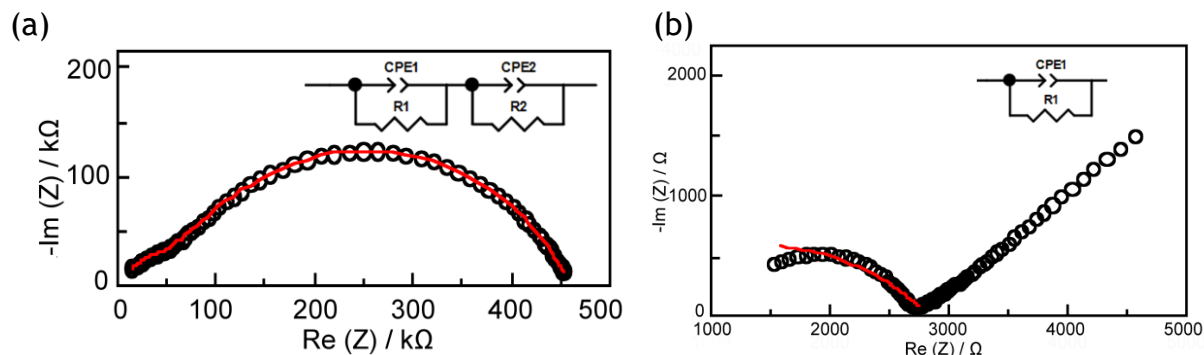 (a)
200
100
0
-Im (Z) / kΩ
0 100 200 300 400 500
Re (Z) / kΩ
CPE1 CPE2
R1 R2
(b)
2000
1000
0
-Im (Z) / Ω
1000 2000 3000 4000 5000
Re (Z) / Ω
CPE1
R1